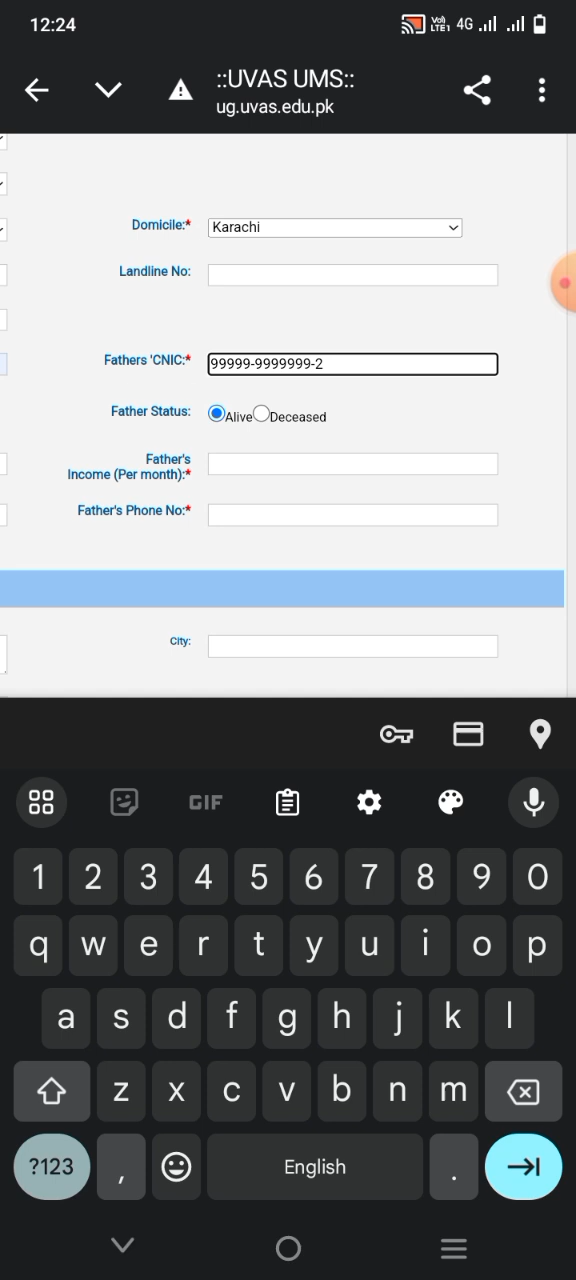 12:24
Vo)
LTE1 4G
::UVAS UMS::
ug.uvas.edu.pk
Domicile:* Karachi
Landline No:
Fathers 'CNIC:* 99999-9999999-2
Father Status: Alive Deceased
Father's
Income (Per month):*
Father's Phone No:*
City:
GIF
1 2 3 4 5 6 7 8 9 0
q w e r t y u i o p
a s d f g h j k l
z x c v b n m
?123 , English .